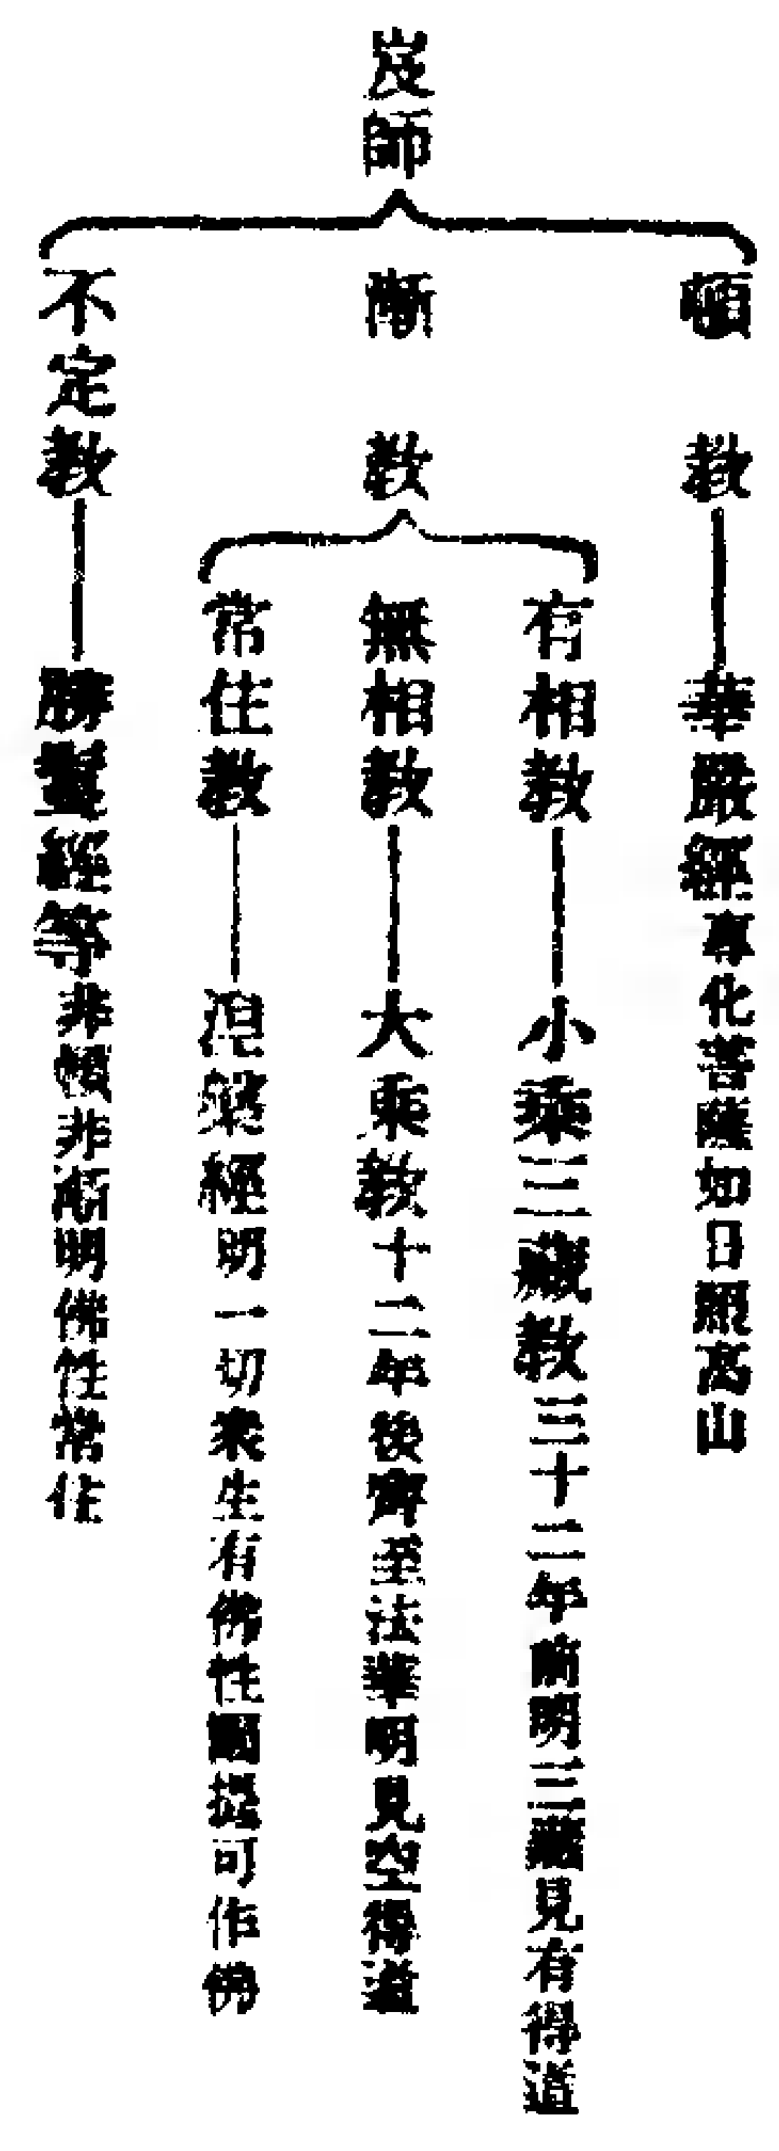 岌師
頓教
華嚴經專化菩薩如日照高山
漸教
有相教
小乘三藏教三十二年前明三藏見有得道
無相教
大乘教十二年後齊至法華明見空得道
常住教
涅槃經明一切衆生有佛性闡提可作佛
不定教
勝鬘經等非頓非漸明佛性常住